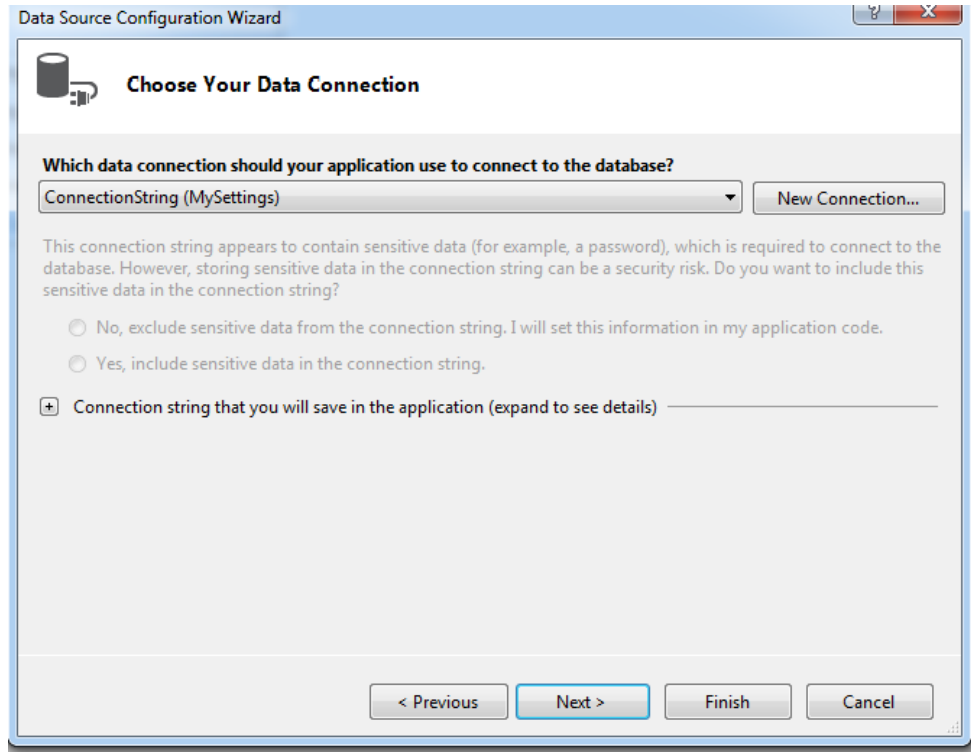 Data Source Configuration Wizard
?
X
Choose Your Data Connection
Which data connection should your application use to connect to the database?
ConnectionString (MySettings)
New Connection...
This connection string appears to contain sensitive data (for example, a password), which is required to connect to the
database. However, storing sensitive data in the connection string can be a security risk. Do you want to include this
sensitive data in the connection string?
No, exclude sensitive data from the connection string. I will set this information in my application code.
Yes, include sensitive data in the connection string.
+ Connection string that you will save in the application (expand to see details)
< Previous
Next >
Finish
Cancel